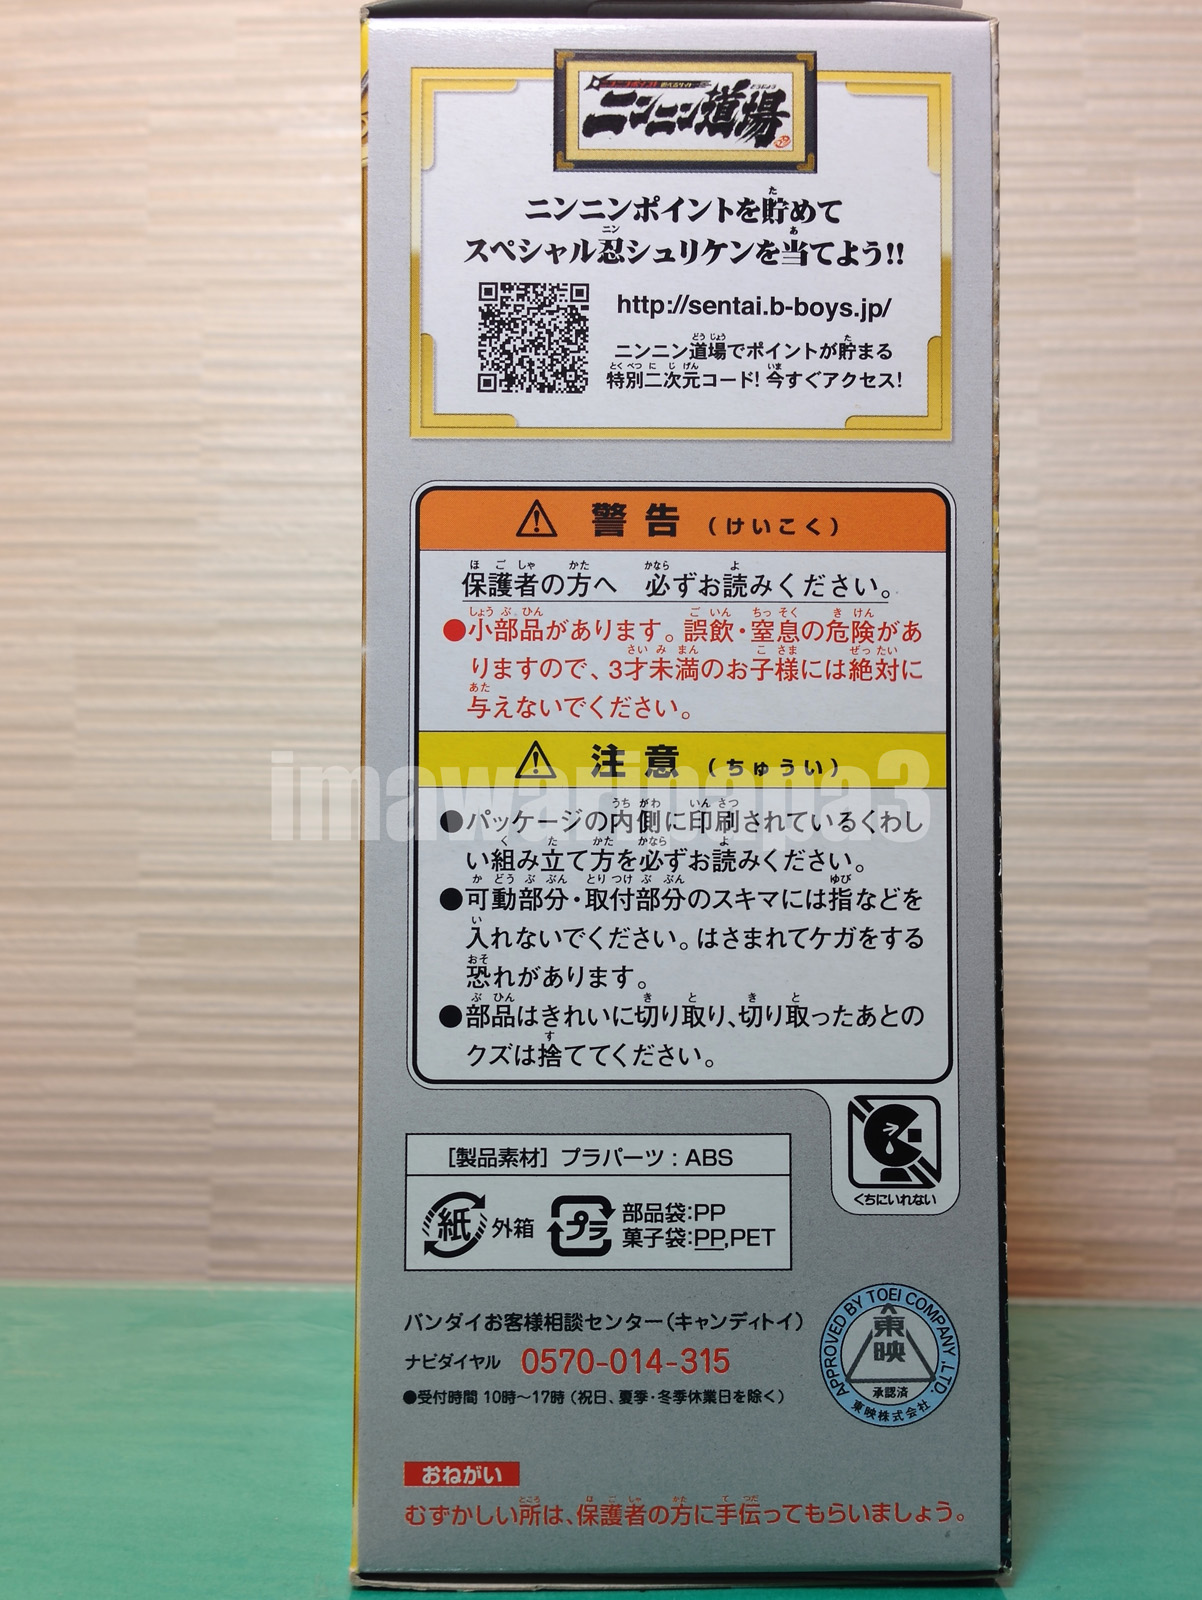 ニンニン道場
ニンニンポイントを貯めて
スペシャル忍シュリケンを当てよう!!
http://sentai.b-boys.jp/
ニンニン道場でポイントが貯まる
特別二次元コード! 今すぐアクセス!
警告 (けいこく)
保護者の方へ 必ずお読みください。
●小部品があります。誤飲・窒息の危険があ
りますので、3才未満のお子様には絶対に
与えないでください。
注意 (ちゅうい)
imawaripapa3
●パッケージの内側に印刷されているくわし
い組み立て方を必ずお読みください。
●可動部分・取付部分のスキマには指などを
入れないでください。はさまれてケガをする
恐れがあります。
●部品はきれいに切り取り、切り取ったあとの
クズは捨ててください。
くちにいれない
[製品素材] プラパーツ : ABS
紙 外箱 プラ 部品袋:PP
菓子袋:PP,PET
バンダイお客様相談センター(キャンディトイ)
ナビダイヤル 0570-014-315
●受付時間 10時〜17時 (祝日、夏季・冬季休業日を除く)
APPROVED BY TOEI COMPANY.,LTD.
東映
承認済
東映株式会社
おねがい
むずかしい所は、保護者の方に手伝ってもらいましょう。